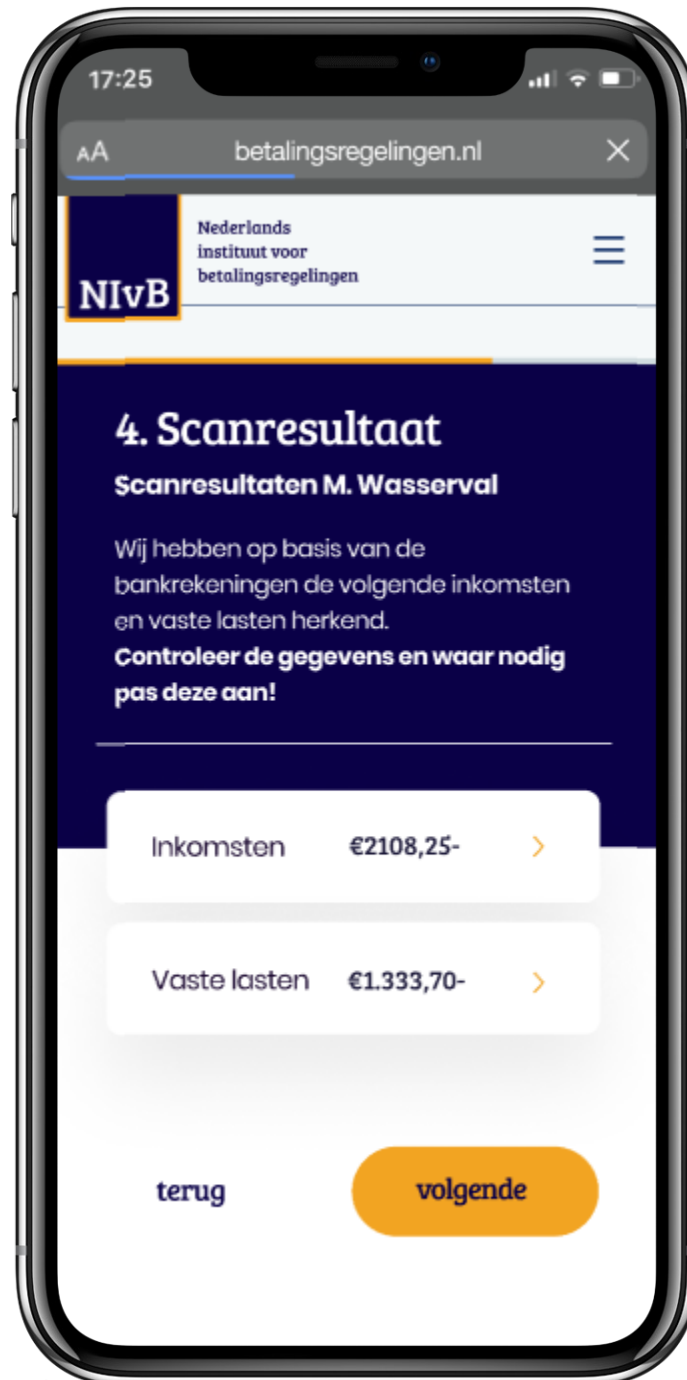 17:25
AA betalingsregelingen.nl
NIvB
Nederlands
instituut voor
betalingsregelingen
4. Scanresultaat
Scanresultaten M. Wasserval
Wij hebben op basis van de
bankrekeningen de volgende inkomsten
en vaste lasten herkend.
Controleer de gegevens en waar nodig
pas deze aan!
Inkomsten €2108,25-
Vaste lasten €1.333,70-
terug volgende